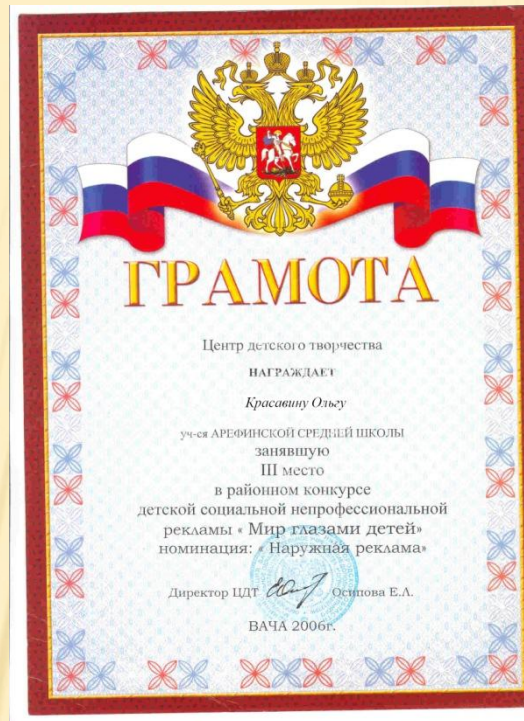 ГРАМОТА
Центр детского творчества
НАГРАЖДАЕТ
Красавину Ольгу
уч-ся АРЕФИНСКОЙ СРЕДНЕЙ ШКОЛЫ
занявшую
III место
в районном конкурсе
детской социальной непрофессиональной
рекламы « Мир глазами детей»
номинация: « Наружная реклама»
Директор ЦДТ Осипова Е.А.
ВАЧА 2006г.